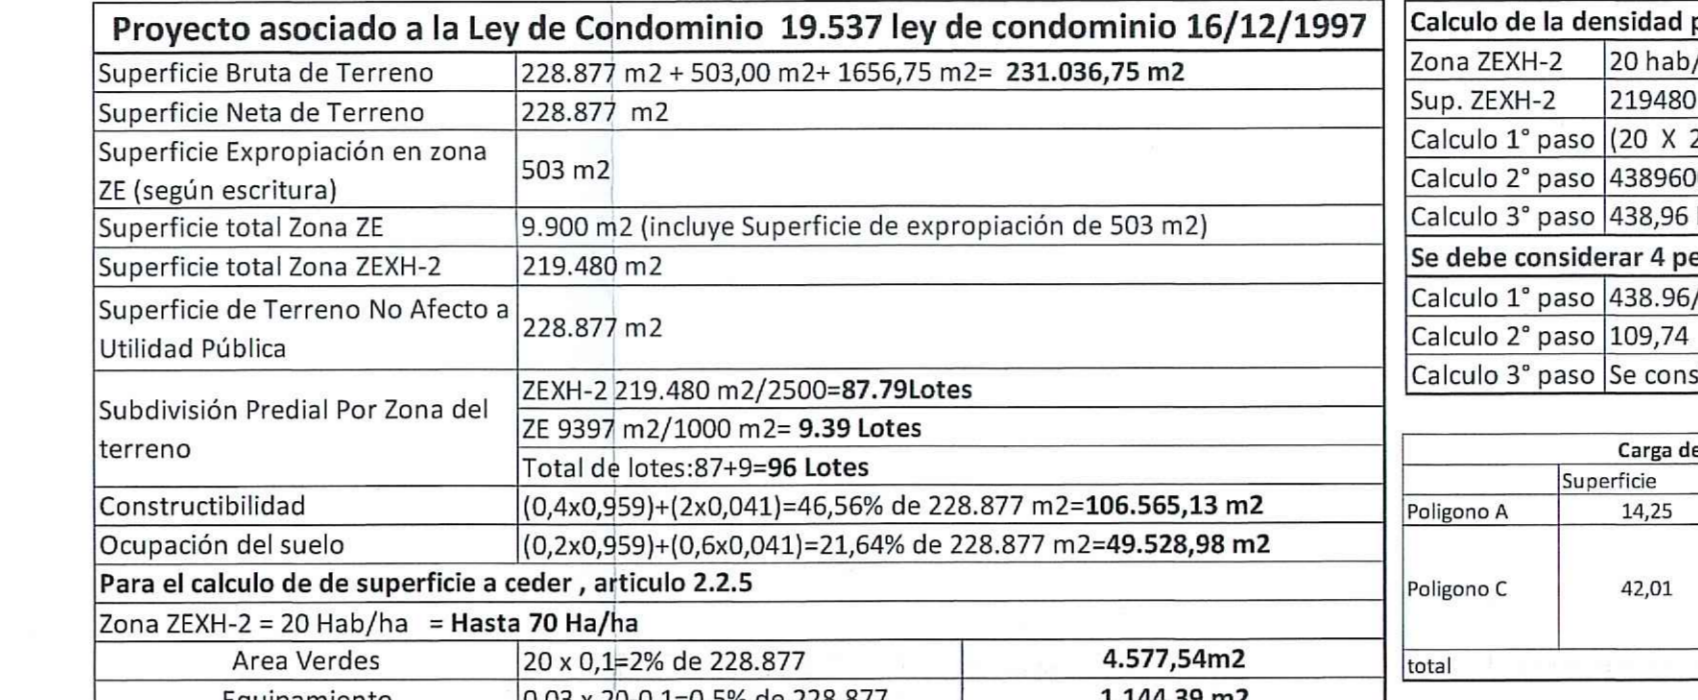 Proyecto asociado a la Ley de Condominio 19.537 ley de condominio 16/12/1997
Superficie Bruta de Terreno 228.877 m2 + 503,00 m2+ 1656,75 m2= 231.036,75 m2
Superficie Neta de Terreno 228.877 m2
Superficie Expropiación en zona
ZE (según escritura) 503 m2
Superficie total Zona ZE 9.900 m2 (incluye Superficie de expropiación de 503 m2)
Superficie total Zona ZEXH-2 219.480 m2
Superficie de Terreno No Afecto a
Utilidad Pública 228.877 m2
Subdivisión Predial Por Zona del
terreno
ZEXH-2 219.480 m2/2500=87.79Lotes
ZE 9397 m2/1000 m2= 9.39 Lotes
Total de lotes:87+9=96 Lotes
Constructibilidad (0,4x0,959)+(2x0,041)=46,56% de 228.877 m2=106.565,13 m2
Ocupación del suelo (0,2x0,959)+(0,6x0,041)=21,64% de 228.877 m2=49.528,98 m2
Para el calculo de de superficie a ceder , articulo 2.2.5
Zona ZEXH-2 = 20 Hab/ha = Hasta 70 Ha/ha
Area Verdes 20 x 0,1=2% de 228.877 4.577,54m2
Equipamiento 0,03 x 20-0,1=0,5% de 228.877 1.144,39 m2
Calculo de la densidad
Zona ZEXH-2 20 hab/
Sup. ZEXH-2 219480
Calculo 1° paso (20 X 2
Calculo 2° paso 438960
Calculo 3° paso 438,96
Se debe considerar 4 pe
Calculo 1° paso 438.96/
Calculo 2° paso 109,74
Calculo 3° paso Se cons
Carga de
Superficie
Poligono A 14,25
Poligono C 42,01
total